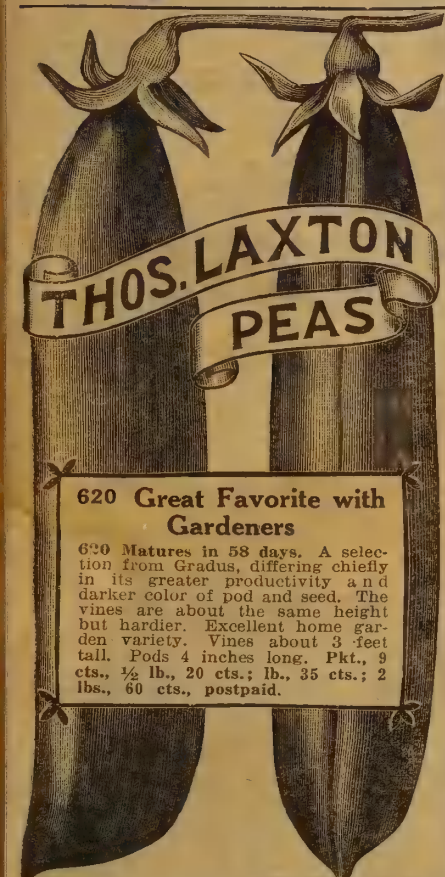 THOS. LAXTON
PEAS
620 Great Favorite with
Gardeners
620 Matures in 58 days. A selec-
tion from Gradus, differing chiefly
in its greater productivity and
darker color of pod and seed. The
vines are about the same height
but hardier. Excellent home gar-
den variety. Vines about 3 feet
tall. Pods 4 inches long. Pkt., 9
cts., ½ lb., 20 cts.; lb., 35 cts.; 2
lbs., 60 cts., postpaid.